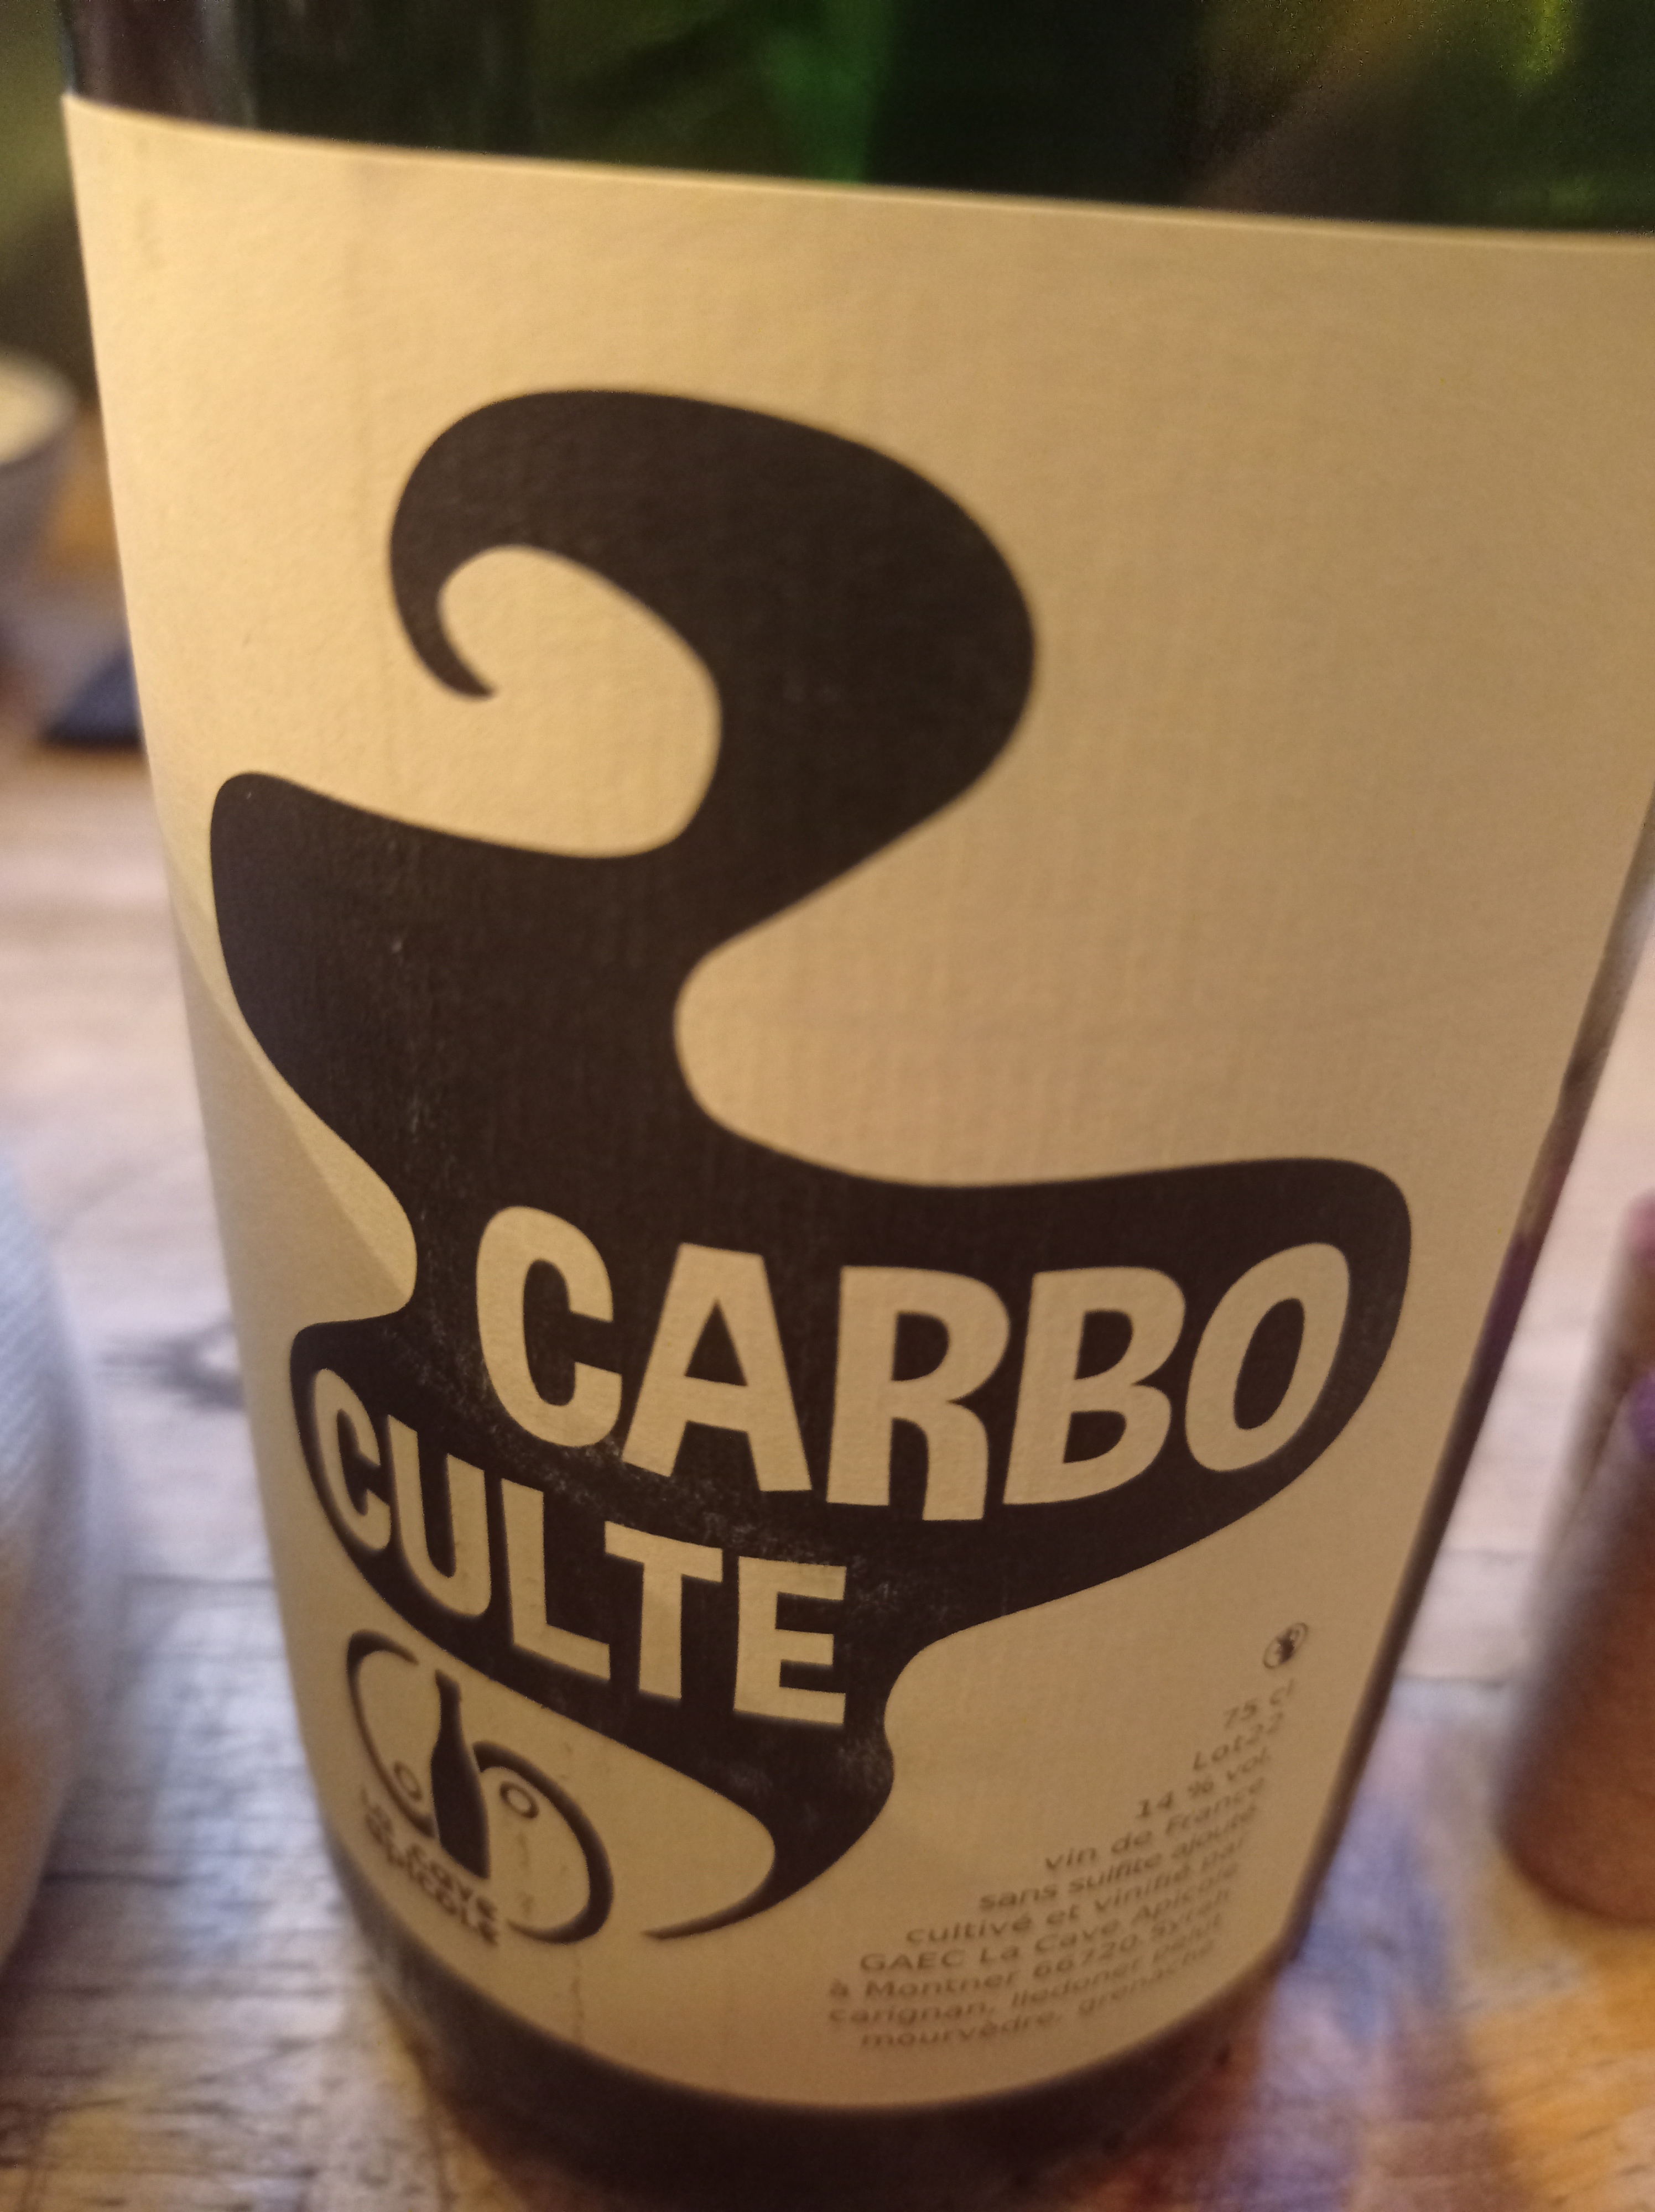 CARBO
CULTE
La cave
APICOLE
75 cl
Lot22
14 % vol.
vin de France
sans sulfite ajouté
cultivé et vinifié par
GAEC La Cave Apicole
à Montner 66720. Syrah
carignan, lledoner pelut
mourvèdre, grenache